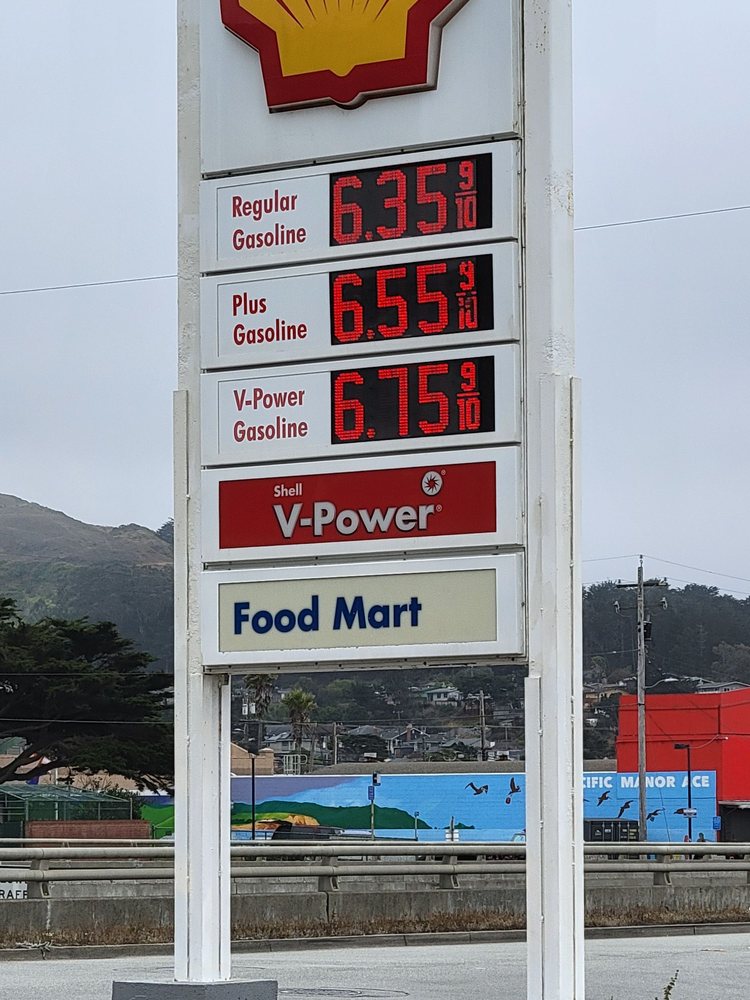 Regular
Gasoline
6.35 9/10
Plus
Gasoline
6.55 9/10
V-Power
Gasoline
6.75 9/10
Shell
V-Power®
Food Mart
CIFIC MANOR ACE
RAFF